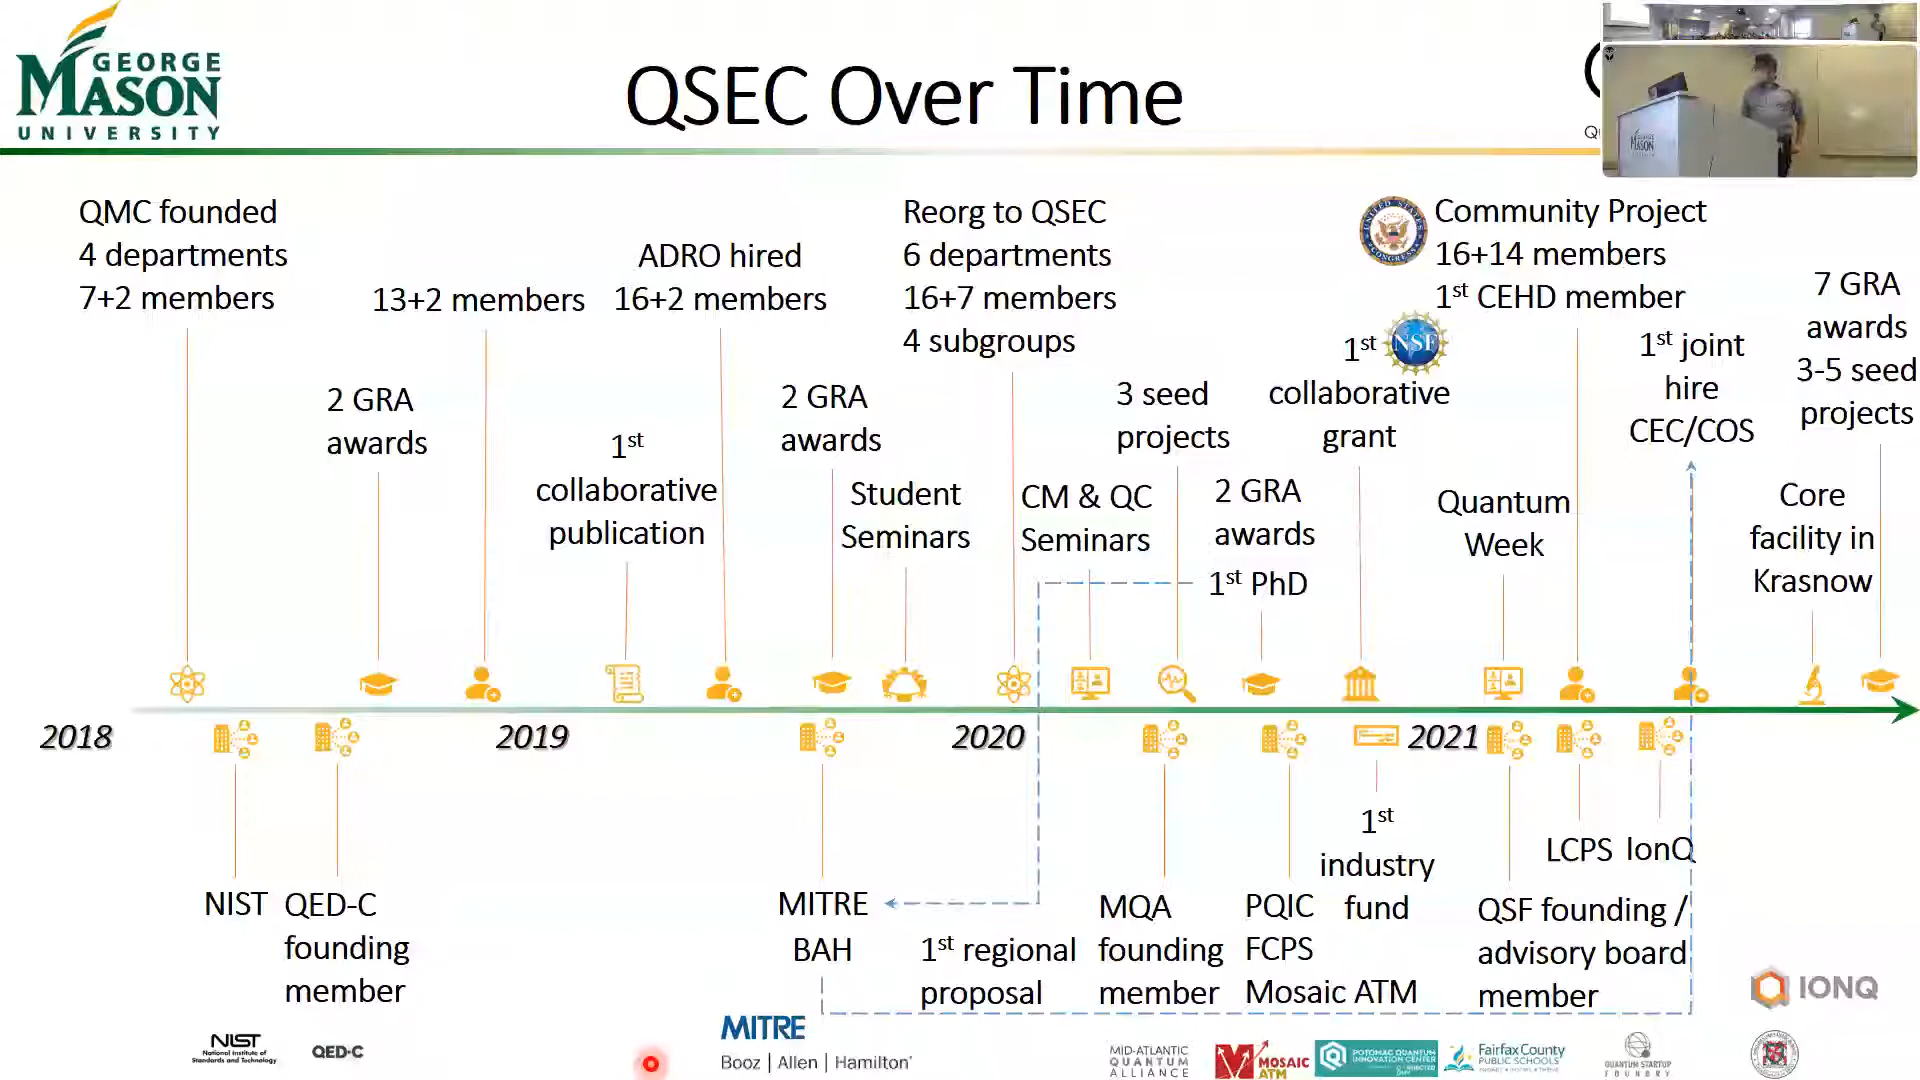 GEORGE
MASON
UNIVERSITY
QSEC Over Time
QMC founded
4 departments
7+2 members
2 GRA
awards
13+2 members
1st
collaborative
publication
ADRO hired
16+2 members
2 GRA
awards
Student
Seminars
Reorg to QSEC
6 departments
16+7 members
4 subgroups
CM & QC
Seminars
3 seed
projects
2 GRA
awards
1st PhD
1st NSF
collaborative
grant
Quantum
Week
Community Project
16+14 members
1st CEHD member
1st joint
hire
CEC/COS
Core
facility in
Krasnow
7 GRA
awards
3-5 seed
projects
2018
2019
2020
2021
NIST
QED-C
founding
member
MITRE
BAH
1st regional
proposal
MQA
founding
member
PQIC
FCPS
Mosaic ATM
1st
industry
fund
QSF founding /
advisory board
member
LCPS
IonQ
NIST
National Institute of
Standards and Technology
QED-C
MITRE
Booz | Allen | Hamilton
MID-ATLANTIC
QUANTUM
ALLIANCE
MOSAIC
ATM
POTOMAC QUANTUM
INNOVATION CENTER
Fairfax County
PUBLIC SCHOOLS
QUANTUM STARTUP
FOUNDRY
IONQ